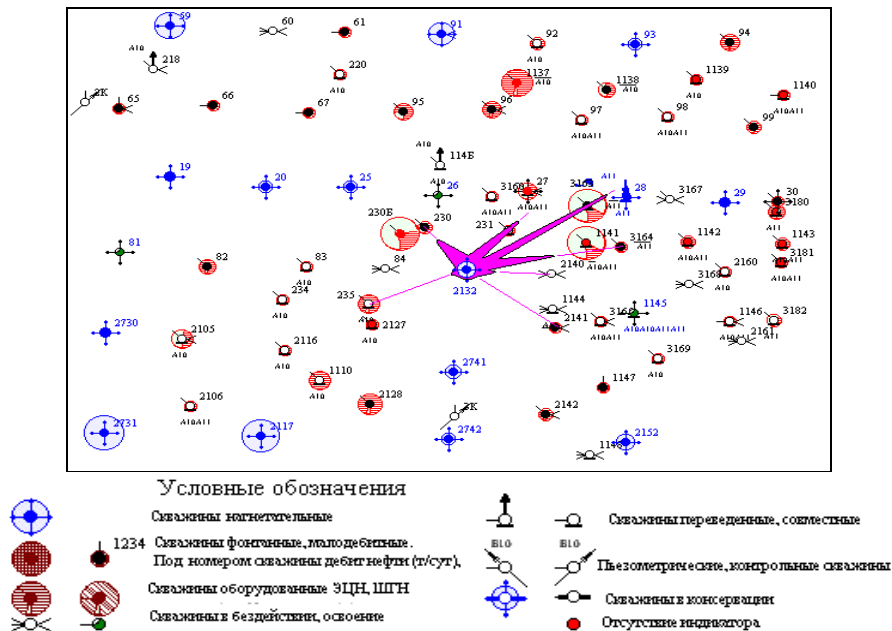 59
60
61
91
92
93
94
А10
218
220
А10
А10
1137
А10
1138
А10
1139
А10
1140
А10
2К
65
66
67
95
96
97
А10А11
98
А10А11
99
А10
114Б
19
20
25
26
А10
27
А10А11
А11
28
А11
3167
29
30
3180
230Б
230
231
1141
А10А11
3164
А11
1142
А10А11
1143
3181
А10А11
81
82
83
84
2132
2140
2160
А10
3168
234
А10
235
А10
2127
1144
2141
А10А11
1145
А10А10А11А11
1146
А10А11
3182
А10
2161
2730
2105
А10
2116
А10
2741
3169
А10
1110
А10
2128
1147
2106
А10А11
2К
2142
2731
2117
2742
2152
Условные обозначения
Скважины нагнетательные
1234
Скважины фонтанные, малодебитные.
Под номером скважины дебит нефти (т/сут),
Скважины оборудованные ЭЦН, ШГН
Скважины в бездействии, освоение
Б10
Б10
Скважины переведенные, совместные
Пьезометрические, контрольные скважины
Скважины в консервации
Отсутствие индикатора